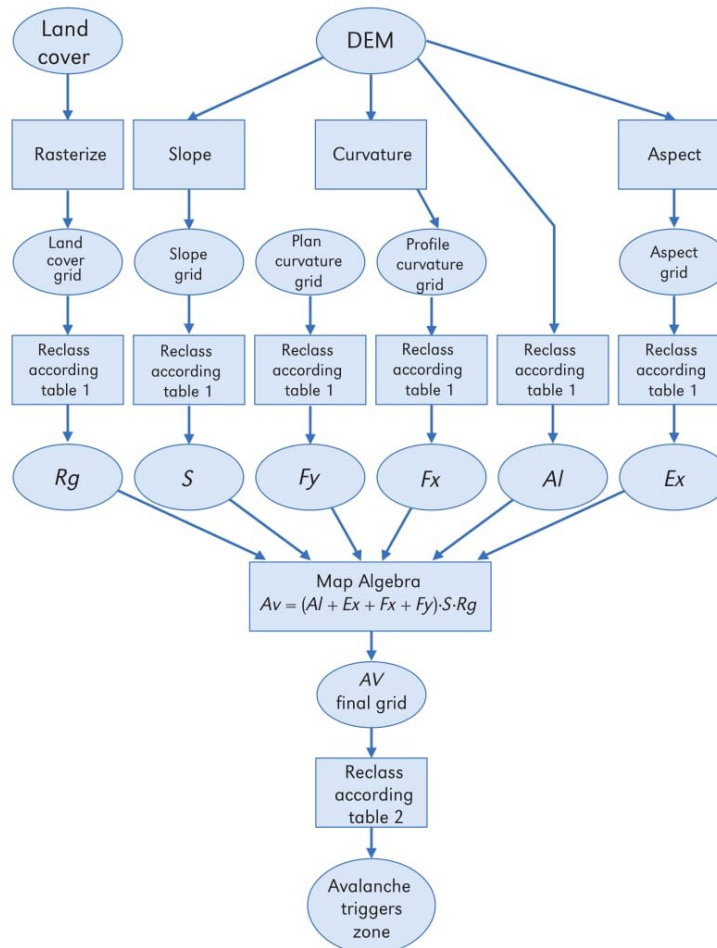 Land
cover
DEM
Rasterize
Slope
Curvature
Aspect
Land
cover
grid
Slope
grid
Plan
curvature
grid
Profile
curvature
grid
Aspect
grid
Reclass
according
table 1
Reclass
according
table 1
Reclass
according
table 1
Reclass
according
table 1
Reclass
according
table 1
Reclass
according
table 1
Rg
S
Fy
Fx
Al
Ex
Map Algebra
Av = (Al + Ex + Fx + Fy)·S·Rg
AV
final grid
Reclass
according
table 2
Avalanche
triggers
zone